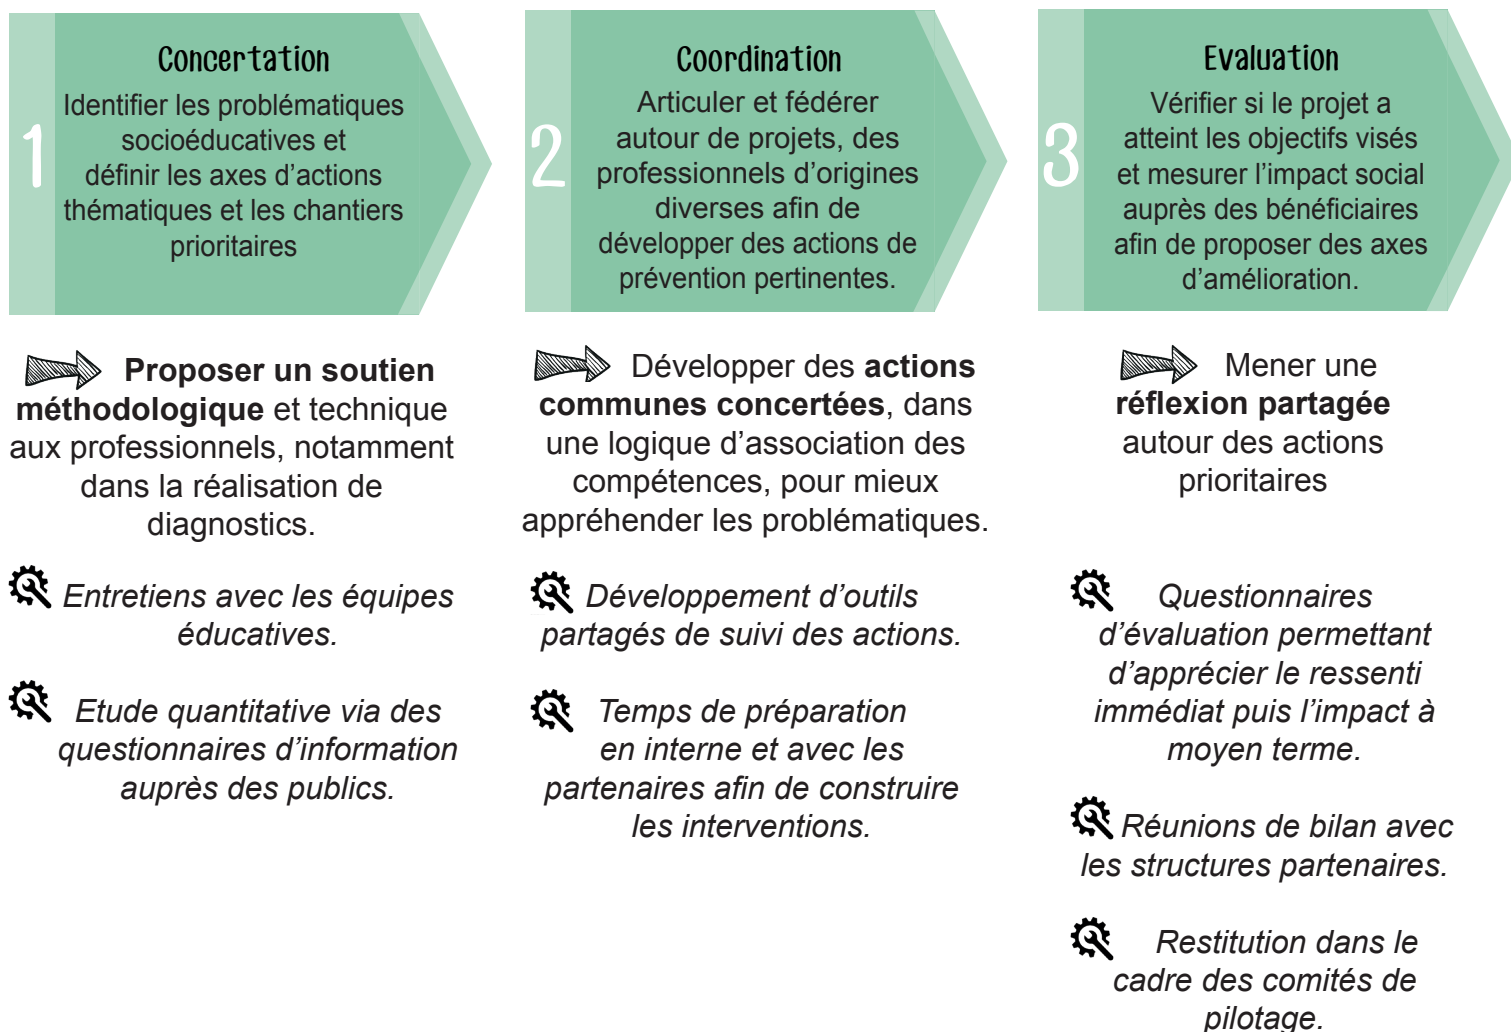 1
Concertation
Identifier les problématiques
socioéducatives et
définir les axes d'actions
thématiques et les chantiers
prioritaires
Proposer un soutien
méthodologique et technique
aux professionnels, notamment
dans la réalisation de
diagnostics.
Entretiens avec les équipes
éducatives.
Etude quantitative via des
questionnaires d'information
auprès des publics.
2
Coordination
Articuler et fédérer
autour de projets, des
professionnels d'origines
diverses afin de
développer des actions de
prévention pertinentes.
Développer des actions
communes concertées, dans
une logique d'association des
compétences, pour mieux
appréhender les problématiques.
Développement d'outils
partagés de suivi des actions.
Temps de préparation
en interne et avec les
partenaires afin de construire
les interventions.
3
Evaluation
Vérifier si le projet a
atteint les objectifs visés
et mesurer l'impact social
auprès des bénéficiaires
afin de proposer des axes
d'amélioration.
Mener une
réflexion partagée
autour des actions
prioritaires
Questionnaires
d'évaluation permettant
d'apprécier le ressenti
immédiat puis l'impact à
moyen terme.
Réunions de bilan avec
les structures partenaires.
Restitution dans le
cadre des comités de
pilotage.